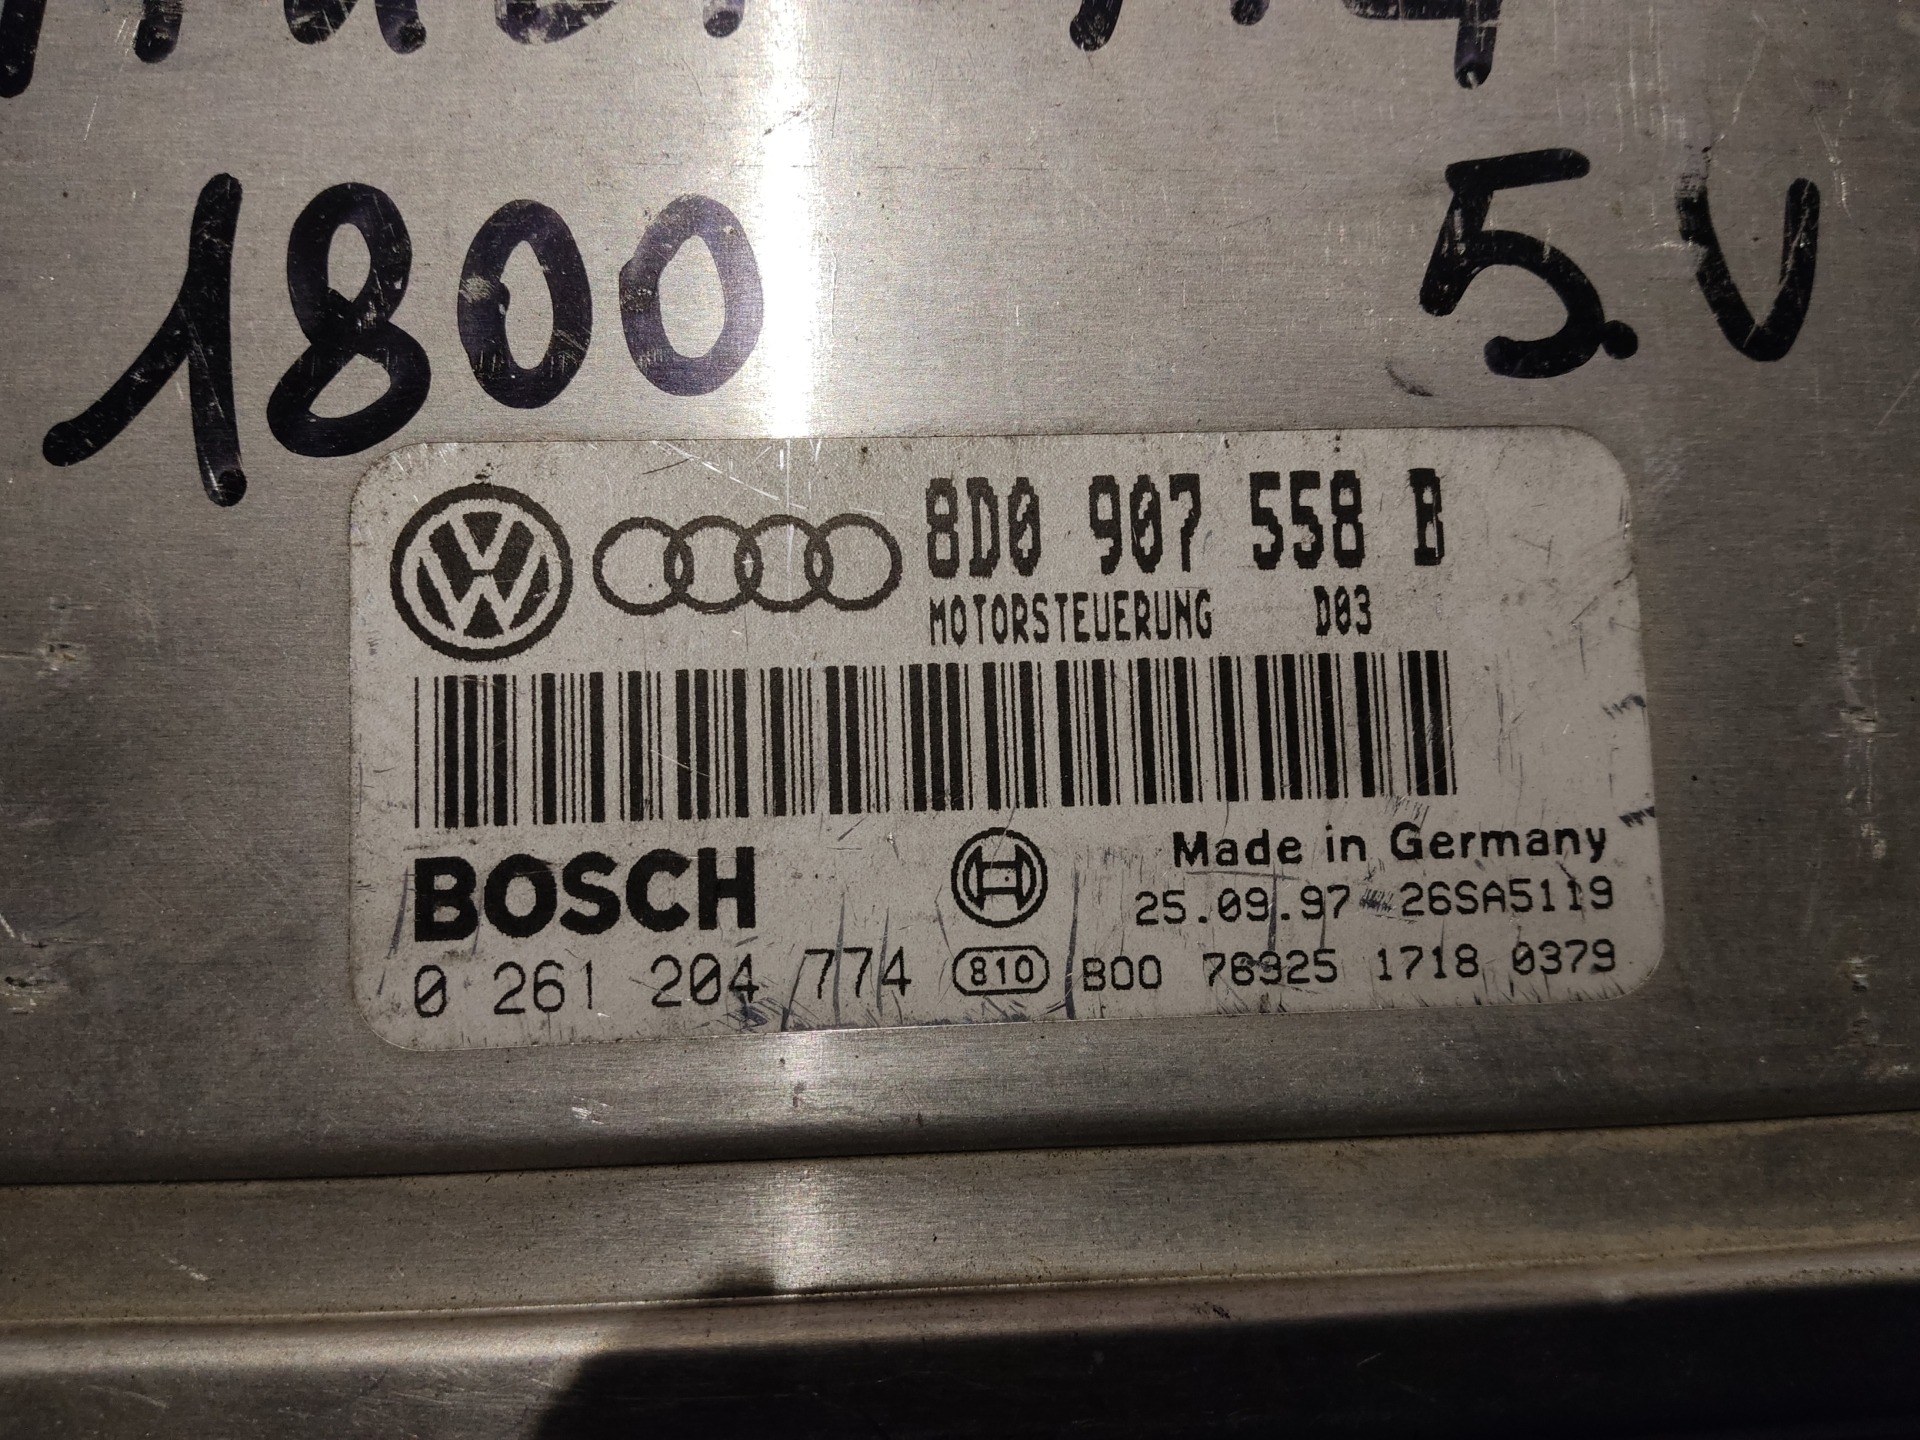 1800 5.V
8D0 907 558 B
MOTORSTEUERUNG D03
BOSCH Made in Germany
25.09.97 26SA5119
0 261 204 774 810 B00 76925 1718 0379